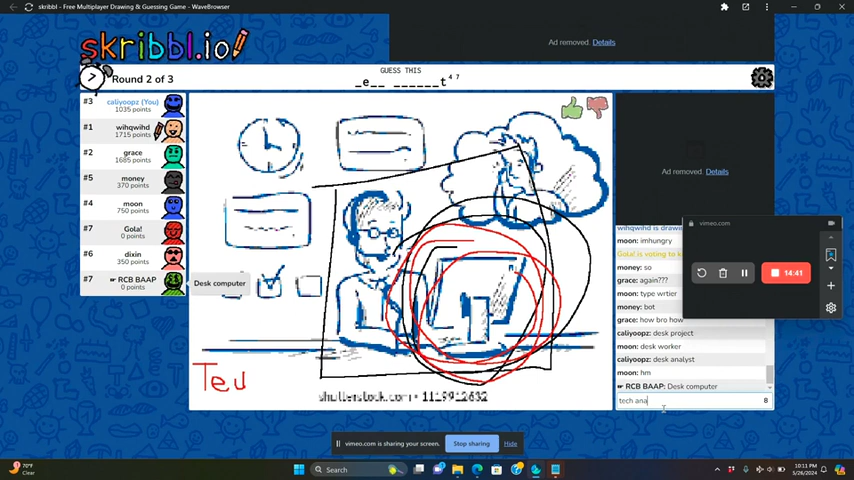 skribbl - Free Multiplayer Drawing & Guessing Game - WaveBrowser
skribbl.io
Ad removed. Details
Round 2 of 3
GUESS THIS
_e__ ______t 4 7
#3 caliyoopz (You)
1035 points
#1 wihqwihd
1715 points
#2 grace
1685 points
#5 money
370 points
#4 moon
750 points
#7 Gola!
0 points
#6 dixin
350 points
#7 RCB BAAP
0 points
Desk computer
Teu
shutterstock.com · 1119912632
Ad removed. Details
vimeo.com
14:41
moon: imhungry
money: so
grace: again???
moon: type wrtier
money: bot
grace: how bro how
caliyoopz: desk project
moon: desk worker
caliyoopz: desk analyst
moon: hm
RCB BAAP: Desk computer
tech ana
8
vimeo.com is sharing your screen.
Stop sharing
Hide
70°F
Clear
Search
10:11 PM
5/26/2024